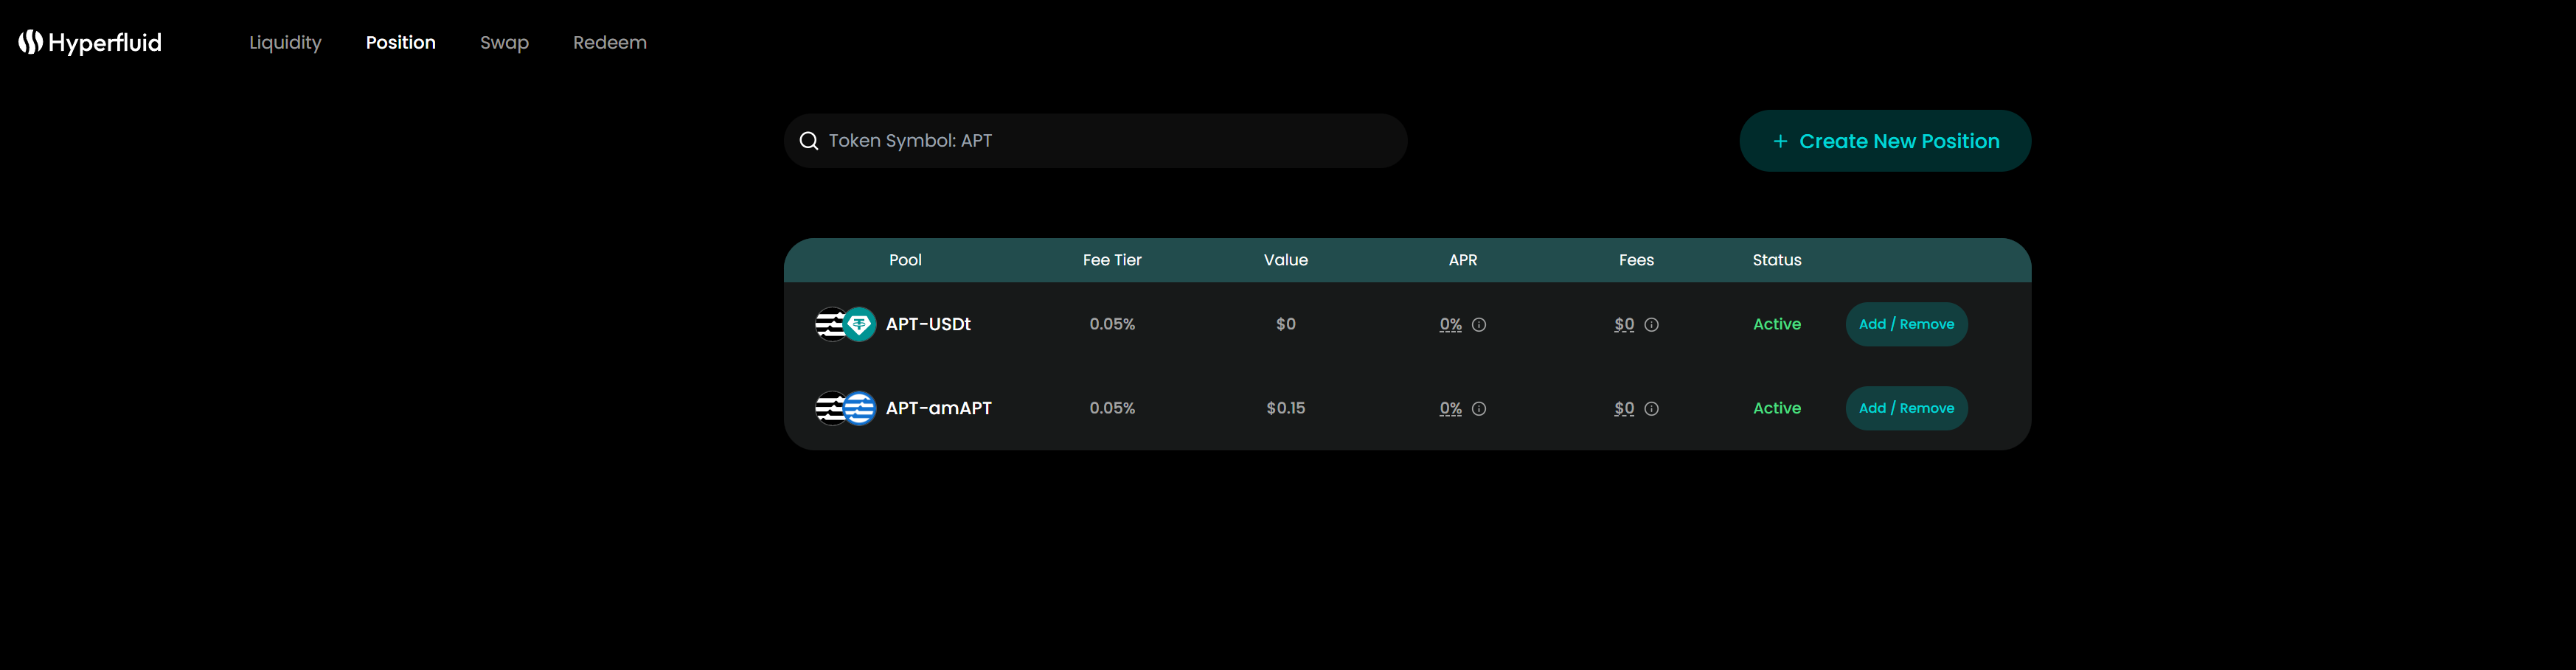 Hyperfluid Liquidity Position Swap Redeem
Token Symbol: APT
+ Create New Position
Pool Fee Tier Value APR Fees Status
APT-USDt 0.05% $0 0% $0 Active Add / Remove
APT-amAPT 0.05% $0.15 0% $0 Active Add / Remove